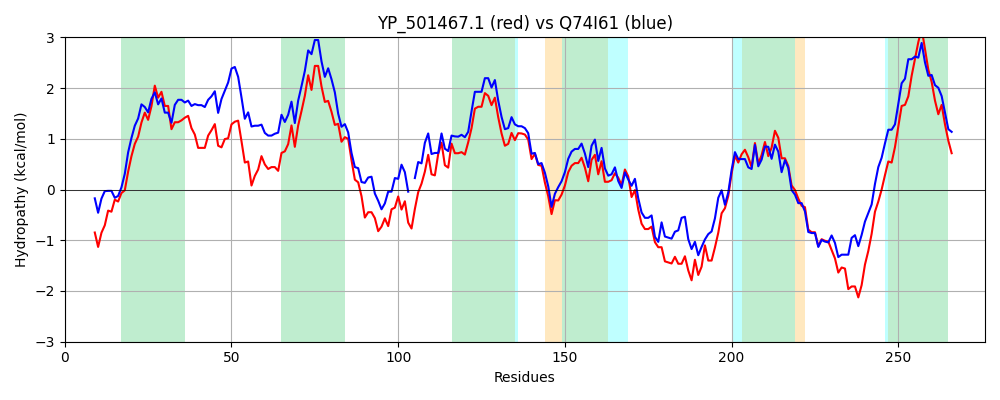 YP_501467.1 (red) vs Q74I61 (blue)
3
2
1
0
−1
−2
−3
Hydropathy (kcal/mol)
0 50 100 150 200 250
Residues